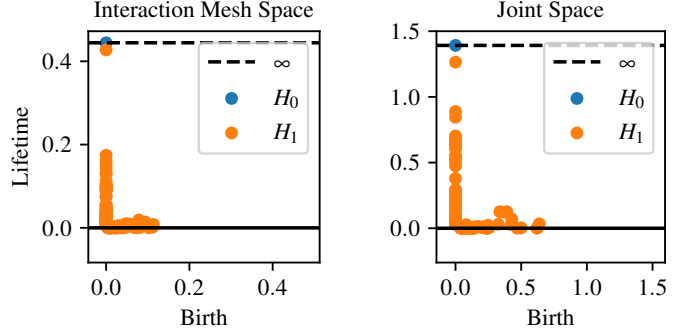 Interaction Mesh Space
Lifetime
0.4
0.2
0.0
∞
H₀
H₁
0.0 0.2 0.4
Birth
Joint Space
1.5
1.0
0.5
0.0
∞
H₀
H₁
0.0 0.5 1.0 1.5
Birth